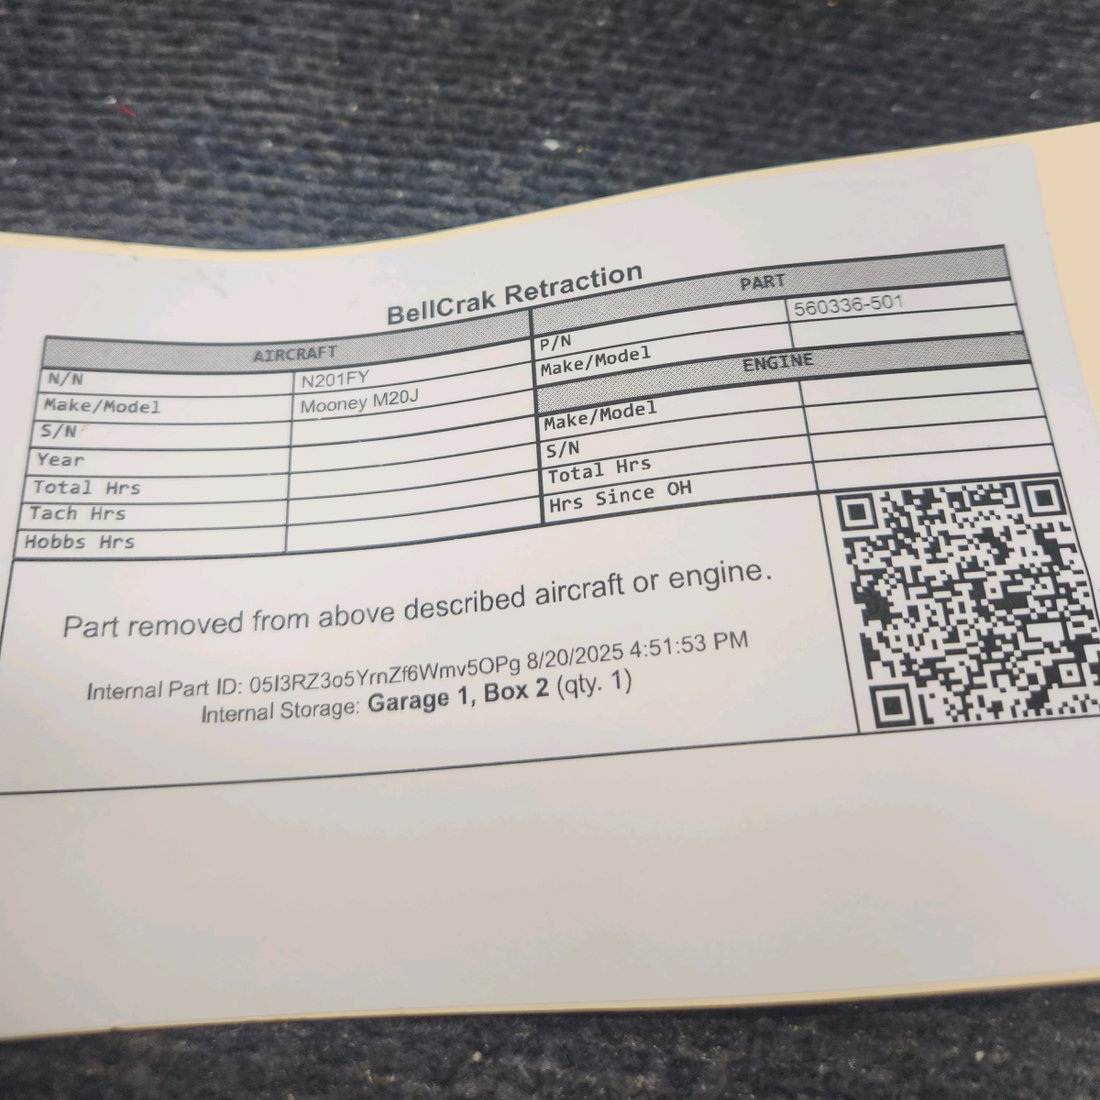 BellCrak Retraction
AIRCRAFT
N/N N201FY
Make/Model Mooney M20J
S/N
Year
Total Hrs
Tach Hrs
Hobbs Hrs
PART
P/N 560336-501
Make/Model
ENGINE
Make/Model
S/N
Total Hrs
Hrs Since OH
Part removed from above described aircraft or engine.
Internal Part ID: 05I3RZ3o5YrnZf6Wmv5OPg 8/20/2025 4:51:53 PM
Internal Storage: Garage 1, Box 2 (qty. 1)